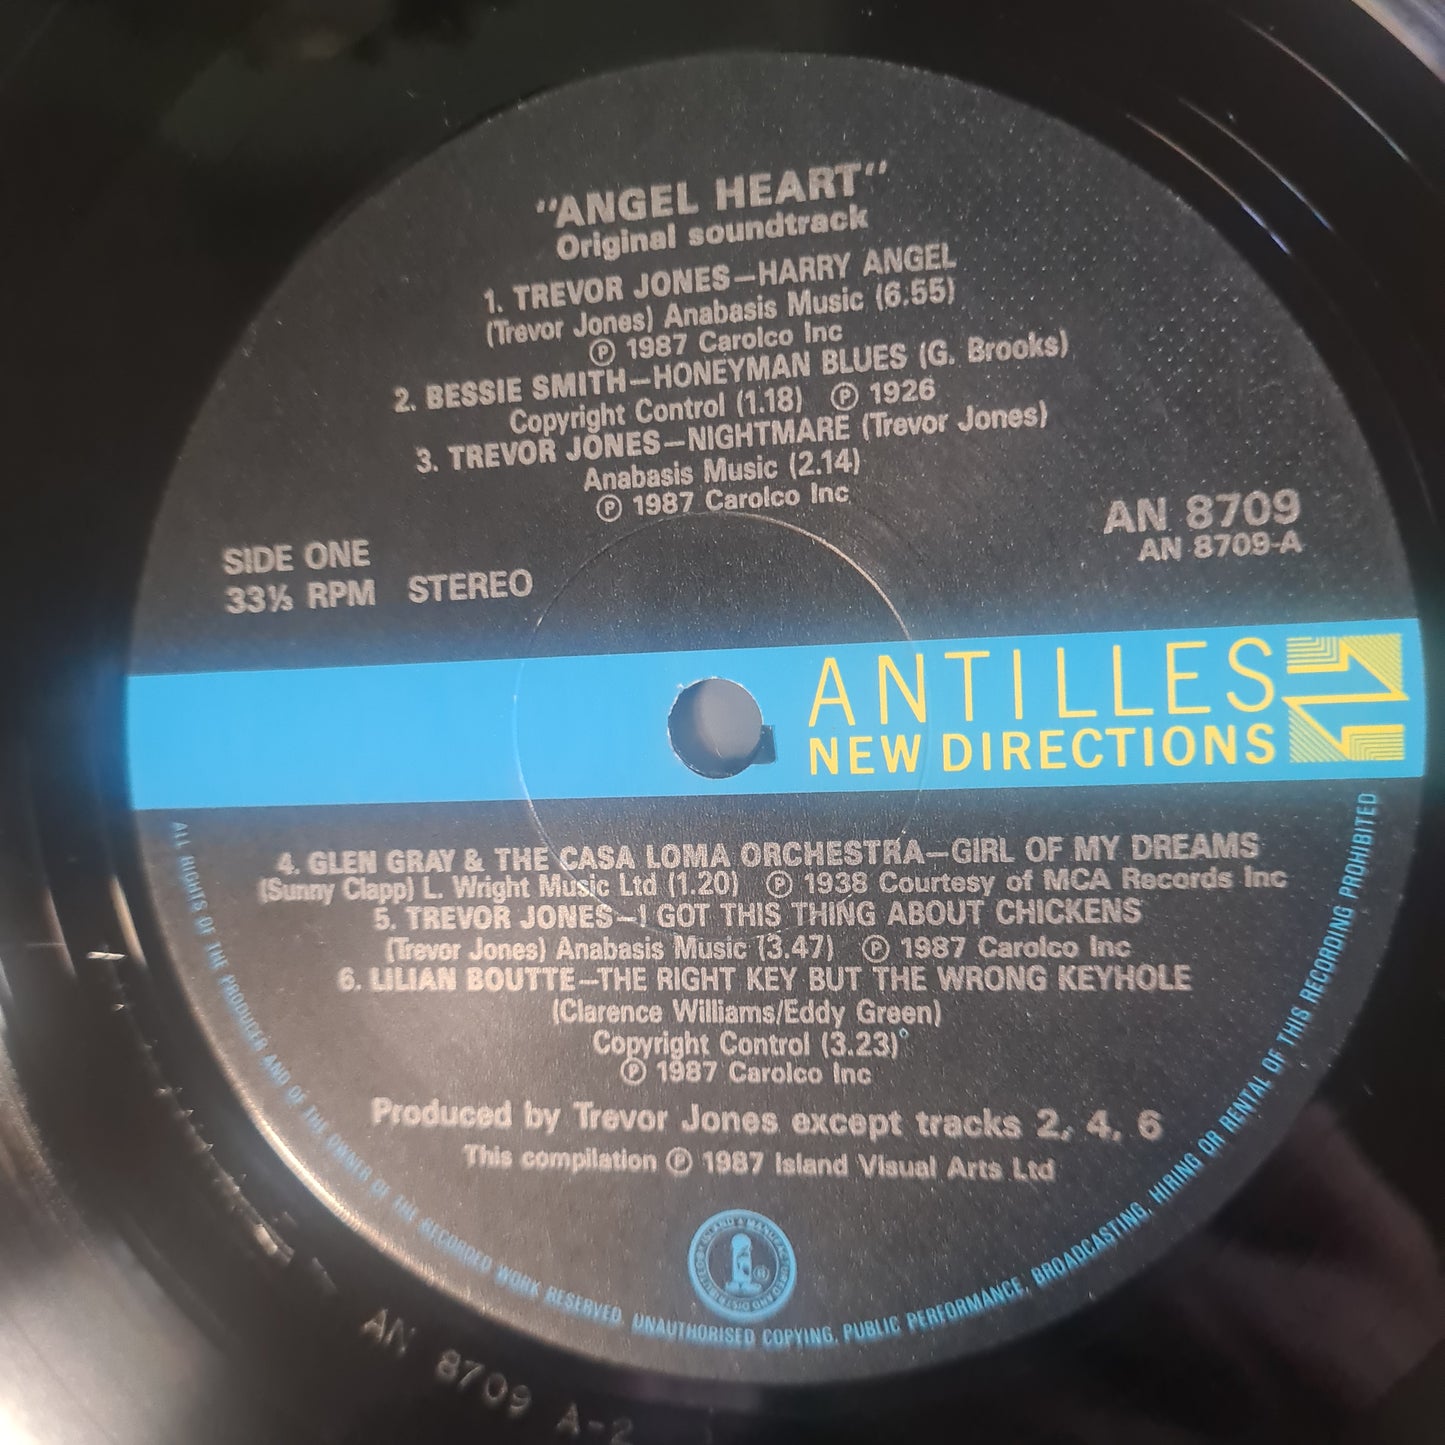 "ANGEL HEART"
Original soundtrack
1. TREVOR JONES—HARRY ANGEL
(Trevor Jones) Anabasis Music (6.55)
Ⓟ 1987 Carolco Inc
2. BESSIE SMITH—HONEYMAN BLUES (G. Brooks)
Copyright Control (1.18) Ⓟ 1926
3. TREVOR JONES—NIGHTMARE (Trevor Jones)
Anabasis Music (2.14)
Ⓟ 1987 Carolco Inc
AN 8709
AN 8709-A
SIDE ONE
33⅓ RPM STEREO
ANTILLES
NEW DIRECTIONS
4. GLEN GRAY & THE CASA LOMA ORCHESTRA—GIRL OF MY DREAMS
(Sunny Clapp) L. Wright Music Ltd (1.20) Ⓟ 1938 Courtesy of MCA Records Inc
5. TREVOR JONES—I GOT THIS THING ABOUT CHICKENS
(Trevor Jones) Anabasis Music (3.47) Ⓟ 1987 Carolco Inc
6. LILIAN BOUTTE—THE RIGHT KEY BUT THE WRONG KEYHOLE
(Clarence Williams/Eddy Green)
Copyright Control (3.23)°
Ⓟ 1987 Carolco Inc
Produced by Trevor Jones except tracks 2, 4, 6
This compilation Ⓟ 1987 Island Visual Arts Ltd
ALL RIGHTS OF THE PRODUCER AND OF THE OWNER OF THE RECORDED WORK RESERVED. UNAUTHORISED COPYING, PUBLIC PERFORMANCE, BROADCASTING, HIRING OR RENTAL OF THIS RECORDING PROHIBITED
MANUFACTURED AND DISTRIBUTED BY ISLAND
®
AN 8709 A-2